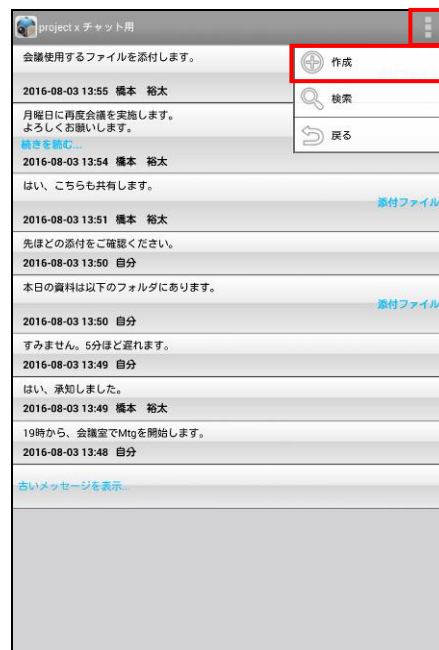 project x チャット用
会議使用するファイルを添付します。
作成
2016-08-03 13:55 橋本 裕太
検索
月曜日に再度会議を実施します。
よろしくお願いします。
戻る
続きを読む...
2016-08-03 13:54 橋本 裕太
はい、こちらも共有します。
添付ファイル
2016-08-03 13:51 橋本 裕太
先ほどの添付をご確認ください。
2016-08-03 13:50 自分
本日の資料は以下のフォルダにあります。
添付ファイル
2016-08-03 13:50 自分
すみません。5分ほど遅れます。
2016-08-03 13:49 自分
はい、承知しました。
2016-08-03 13:49 橋本 裕太
19時から、会議室でMtgを開始します。
2016-08-03 13:48 自分
古いメッセージを表示...